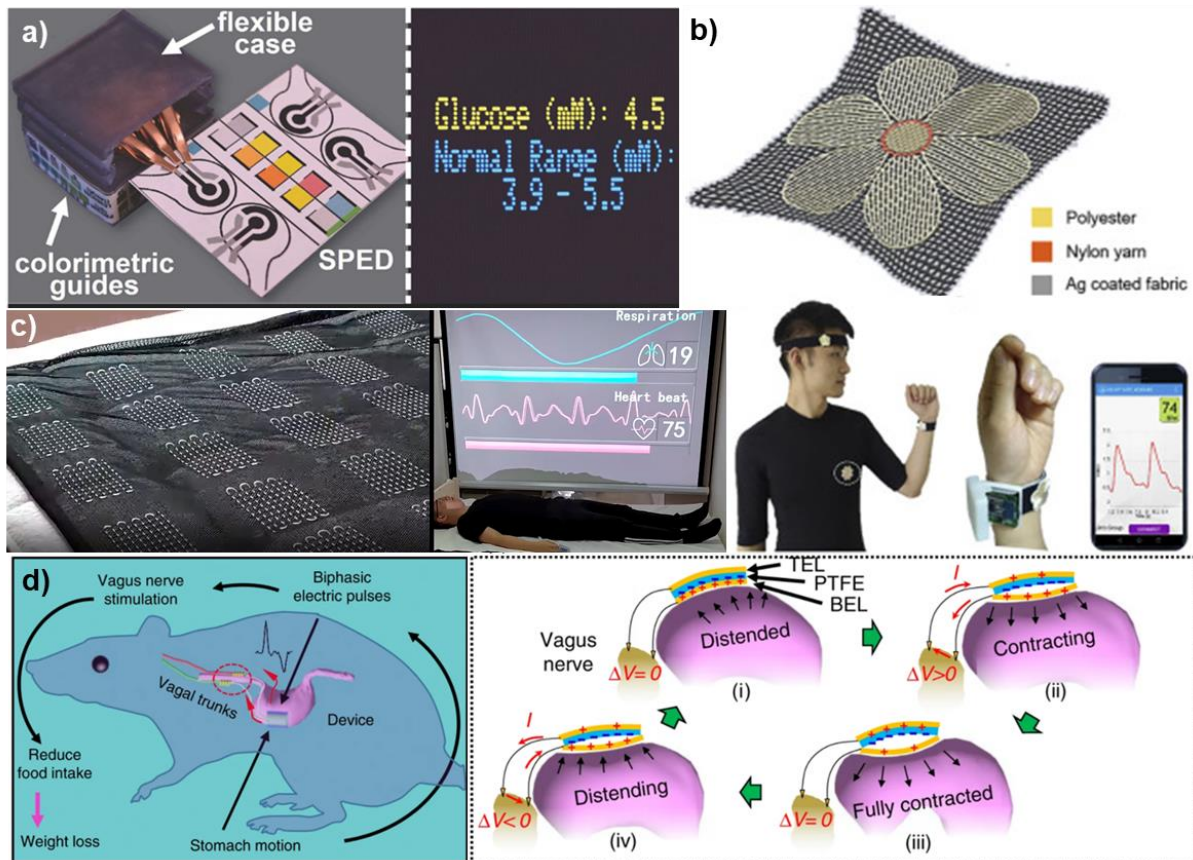 a)
flexible
case
colorimetric
guides
SPED
Glucose (mM): 4.5
Normal Range (mM):
3.9 - 5.5
b)
Polyester
Nylon yarn
Ag coated fabric
c)
Respiration
19
Heart beat
75
74
d)
Vagus nerve
stimulation
Biphasic
electric pulses
Vagal trunks
Device
Reduce
food intake
Weight loss
Stomach motion
TEL
PTFE
BEL
Vagus
nerve
Distended
ΔV= 0
(i)
I
Contracting
ΔV>0
(ii)
I
Distending
ΔV<0
(iv)
Fully contracted
ΔV= 0
(iii)